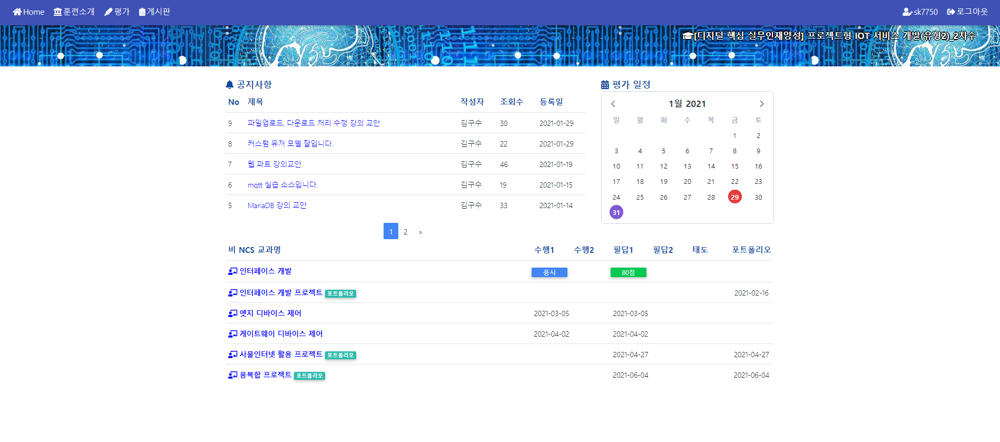 Home 훈련소개 평가 게시판 sk7750 로그아웃
[디지털 핵심 실무인재양성] 프로젝트형 IOT 서비스 개발(유형2)_2차수
공지사항
No 제목 작성자 조회수 등록일
9 파일업로드, 다운로드 처리 수정 강의 교안 김구수 30 2021-01-29
8 커스텀 유저 모델 잘입니다. 김구수 22 2021-01-29
7 웹 파트 강의교안 김구수 46 2021-01-19
6 mqtt 실습 소스입니다. 김구수 19 2021-01-15
5 MariaDB 강의 교안 김구수 33 2021-01-14
1 2 »
평가 일정
1월 2021
일 월 화 수 목 금 토
1 2
3 4 5 6 7 8 9
10 11 12 13 14 15 16
17 18 19 20 21 22 23
24 25 26 27 28 29 30
31
비 NCS 교과명 수행1 수행2 필답1 필답2 태도 포트폴리오
인터페이스 개발 응시 80점
인터페이스 개발 프로젝트 포트폴리오 2021-02-16
엣지 디바이스 제어 2021-03-05 2021-03-05
게이트웨이 디바이스 제어 2021-04-02 2021-04-02
사물인터넷 활용 프로젝트 포트폴리오 2021-04-27 2021-04-27
융복합 프로젝트 포트폴리오 2021-06-04 2021-06-04